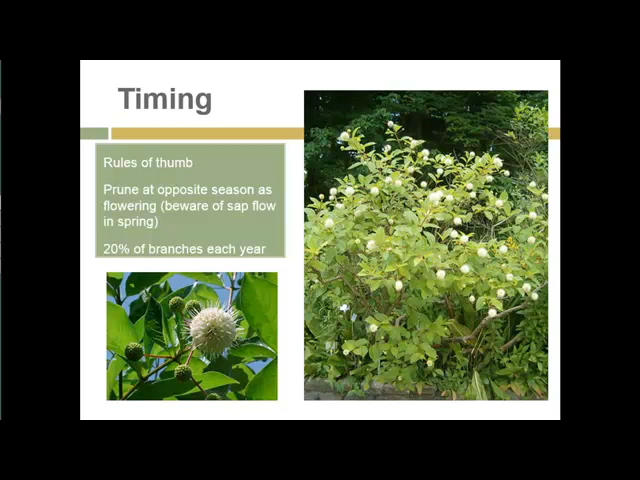 Timing
Rules of thumb
Prune at opposite season as
flowering (beware of sap flow
in spring)
20% of branches each year